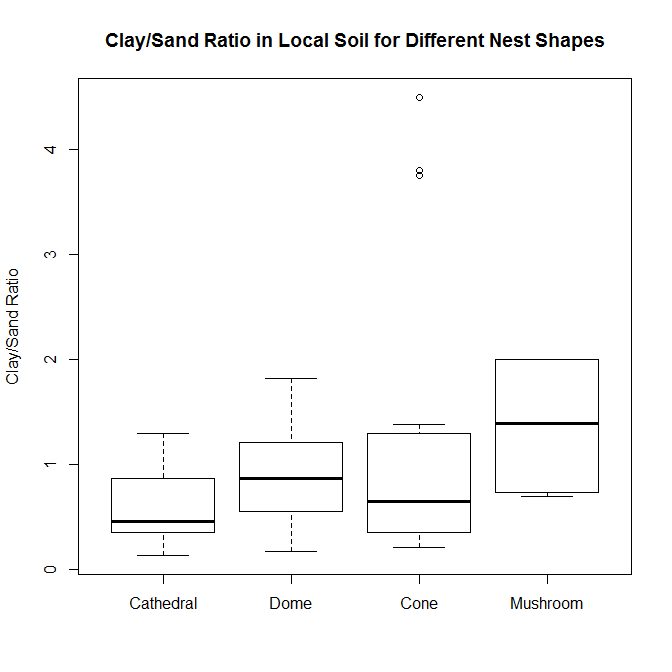 Clay/Sand Ratio in Local Soil for Different Nest Shapes
Clay/Sand Ratio
4
3
2
1
0
Cathedral Dome Cone Mushroom